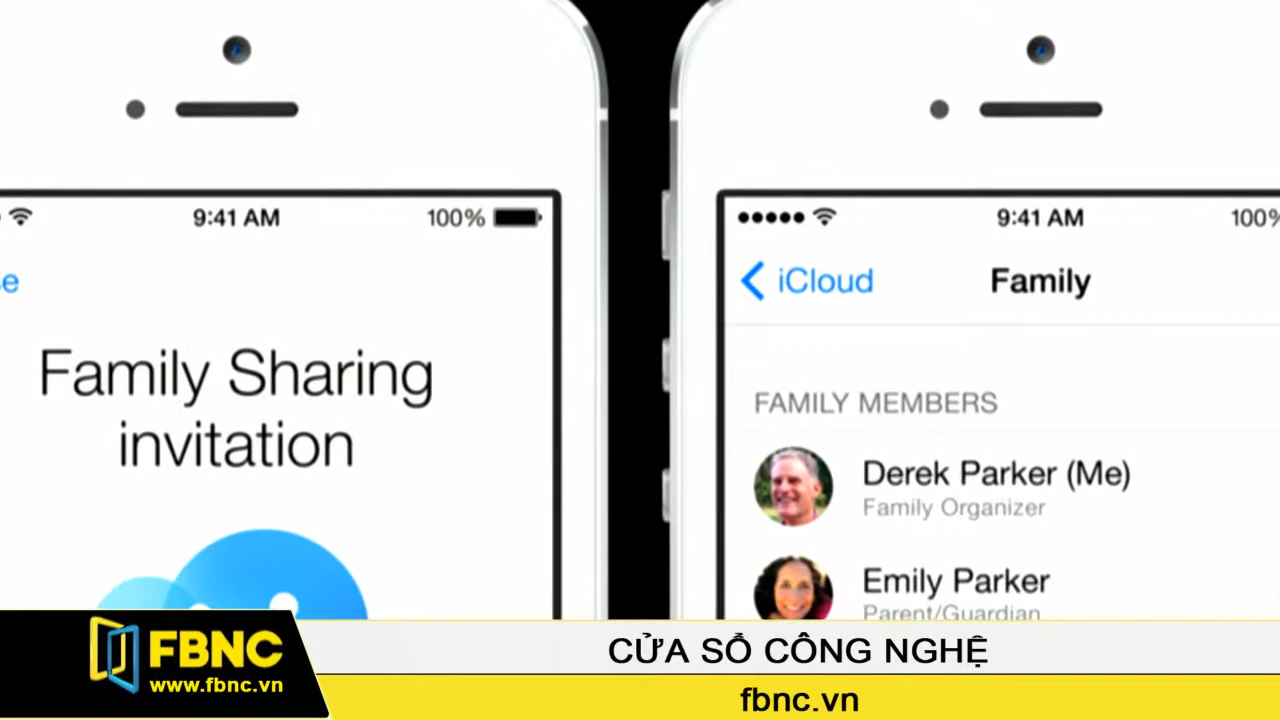 9:41 AM
100%
se
Family Sharing
invitation
9:41 AM
100%
iCloud
Family
FAMILY MEMBERS
Derek Parker (Me)
Family Organizer
Emily Parker
Parent/Guardian
FBNC
www.fbnc.vn
CỬA SỔ CÔNG NGHỆ
fbnc.vn